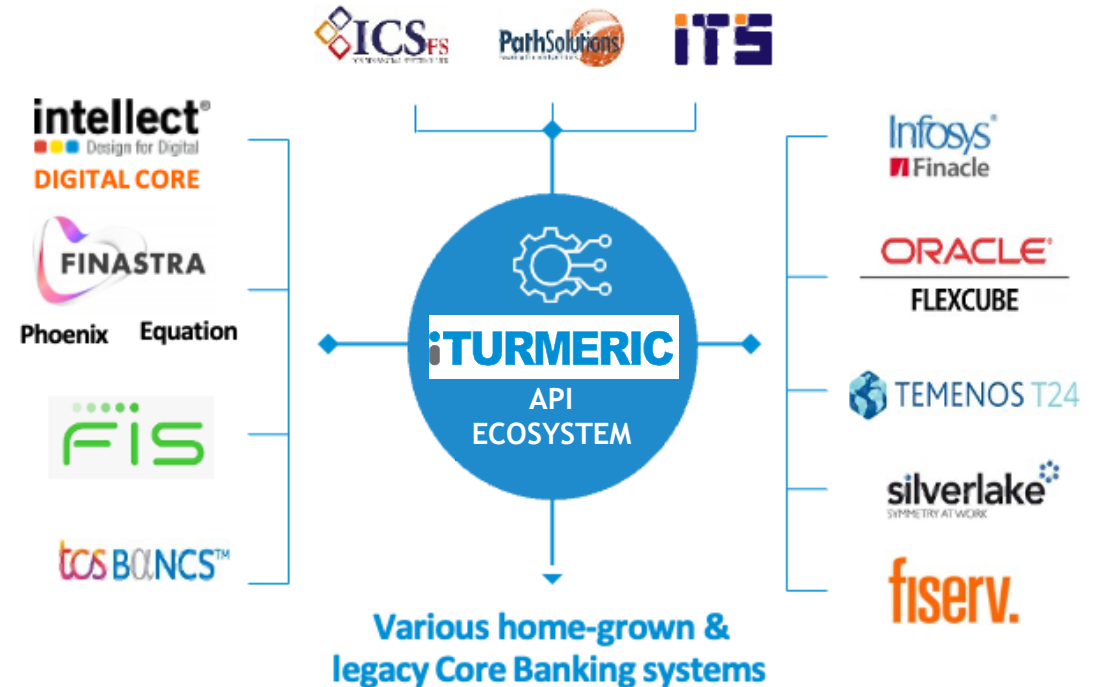 ICSFS
PathSolutions
iTS
intellect®
Design for Digital
DIGITAL CORE
FINASTRA
Phoenix Equation
FIS
tcs BαNCS™
iTURMERIC
API
ECOSYSTEM
Infosys®
Finacle
ORACLE®
FLEXCUBE
TEMENOS T24
silverlake
SYMMETRY AT WORK
fiserv.
Various home-grown &
legacy Core Banking systems